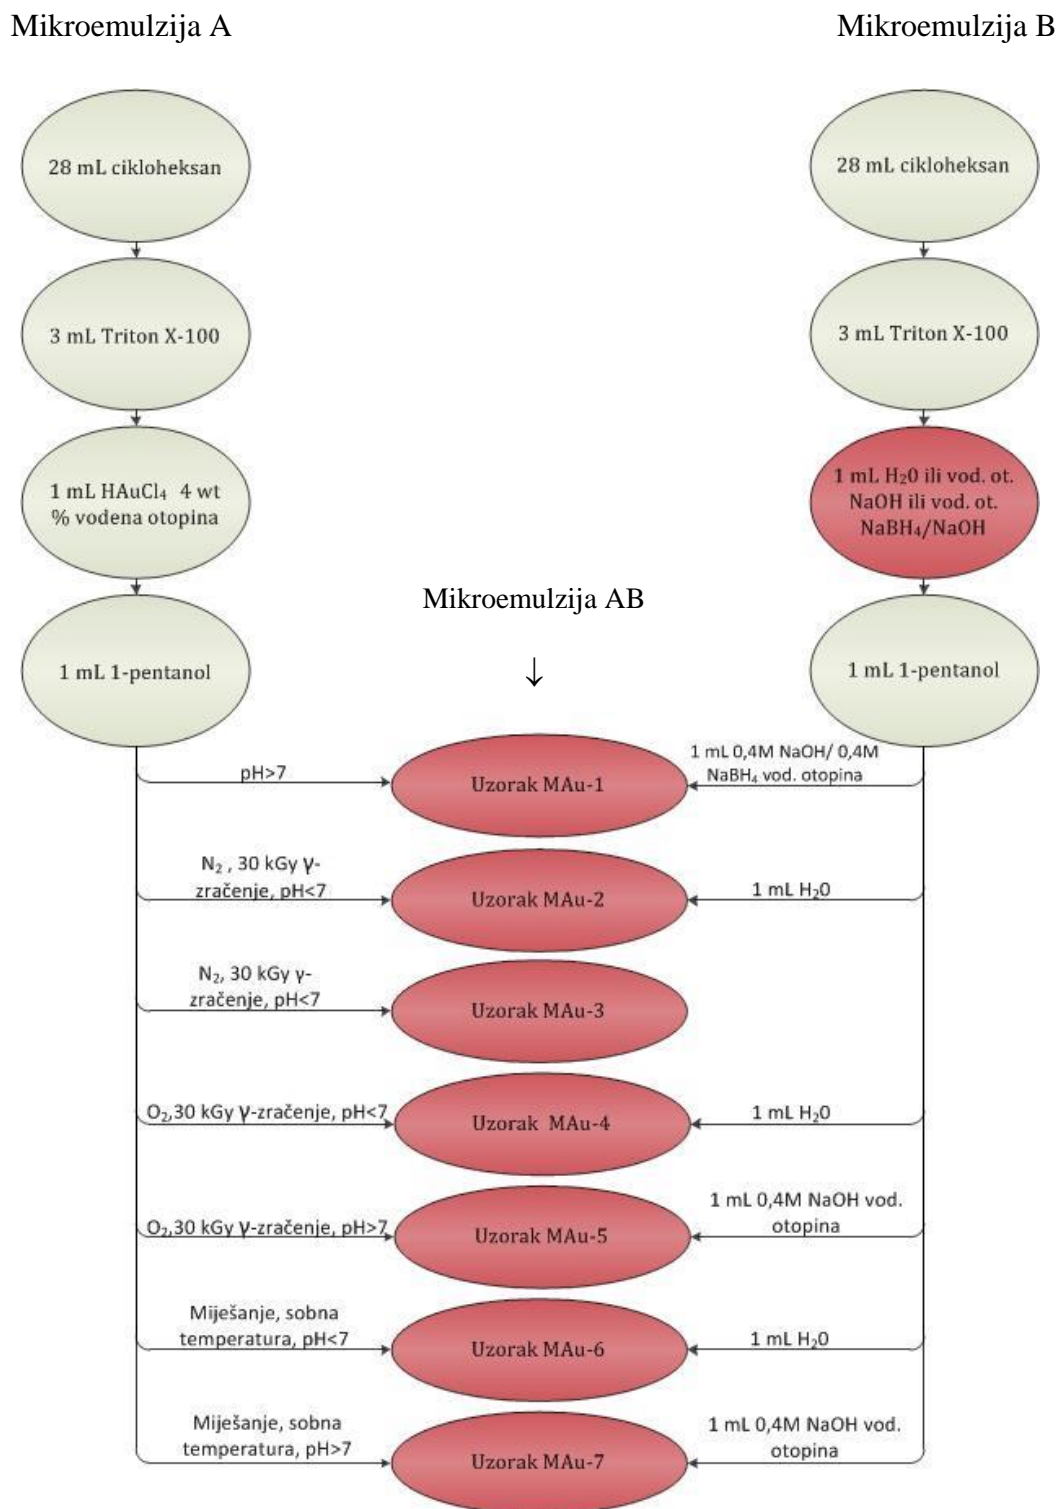 Mikroemulzija A
Mikroemulzija B
28 mL cikloheksan
28 mL cikloheksan
3 mL Triton X-100
3 mL Triton X-100
1 mL HAuCl₄ 4 wt
% vodena otopina
1 mL H₂0 ili vod. ot.
NaOH ili vod. ot.
NaBH₄/NaOH
Mikroemulzija AB
↓
1 mL 1-pentanol
1 mL 1-pentanol
pH>7
Uzorak MAu-1
1 mL 0,4M NaOH/ 0,4M
NaBH₄ vod. otopina
N₂ , 30 kGy γ-
zračenje, pH<7
Uzorak MAu-2
1 mL H₂0
N₂, 30 kGy γ-
zračenje, pH<7
Uzorak MAu-3
O₂,30 kGy γ-zračenje, pH<7
Uzorak MAu-4
1 mL H₂0
O₂,30 kGy γ-zračenje, pH>7
Uzorak MAu-5
1 mL 0,4M NaOH vod.
otopina
Miješanje, sobna
temperatura, pH<7
Uzorak MAu-6
1 mL H₂0
Miješanje, sobna
temperatura, pH>7
Uzorak MAu-7
1 mL 0,4M NaOH vod.
otopina